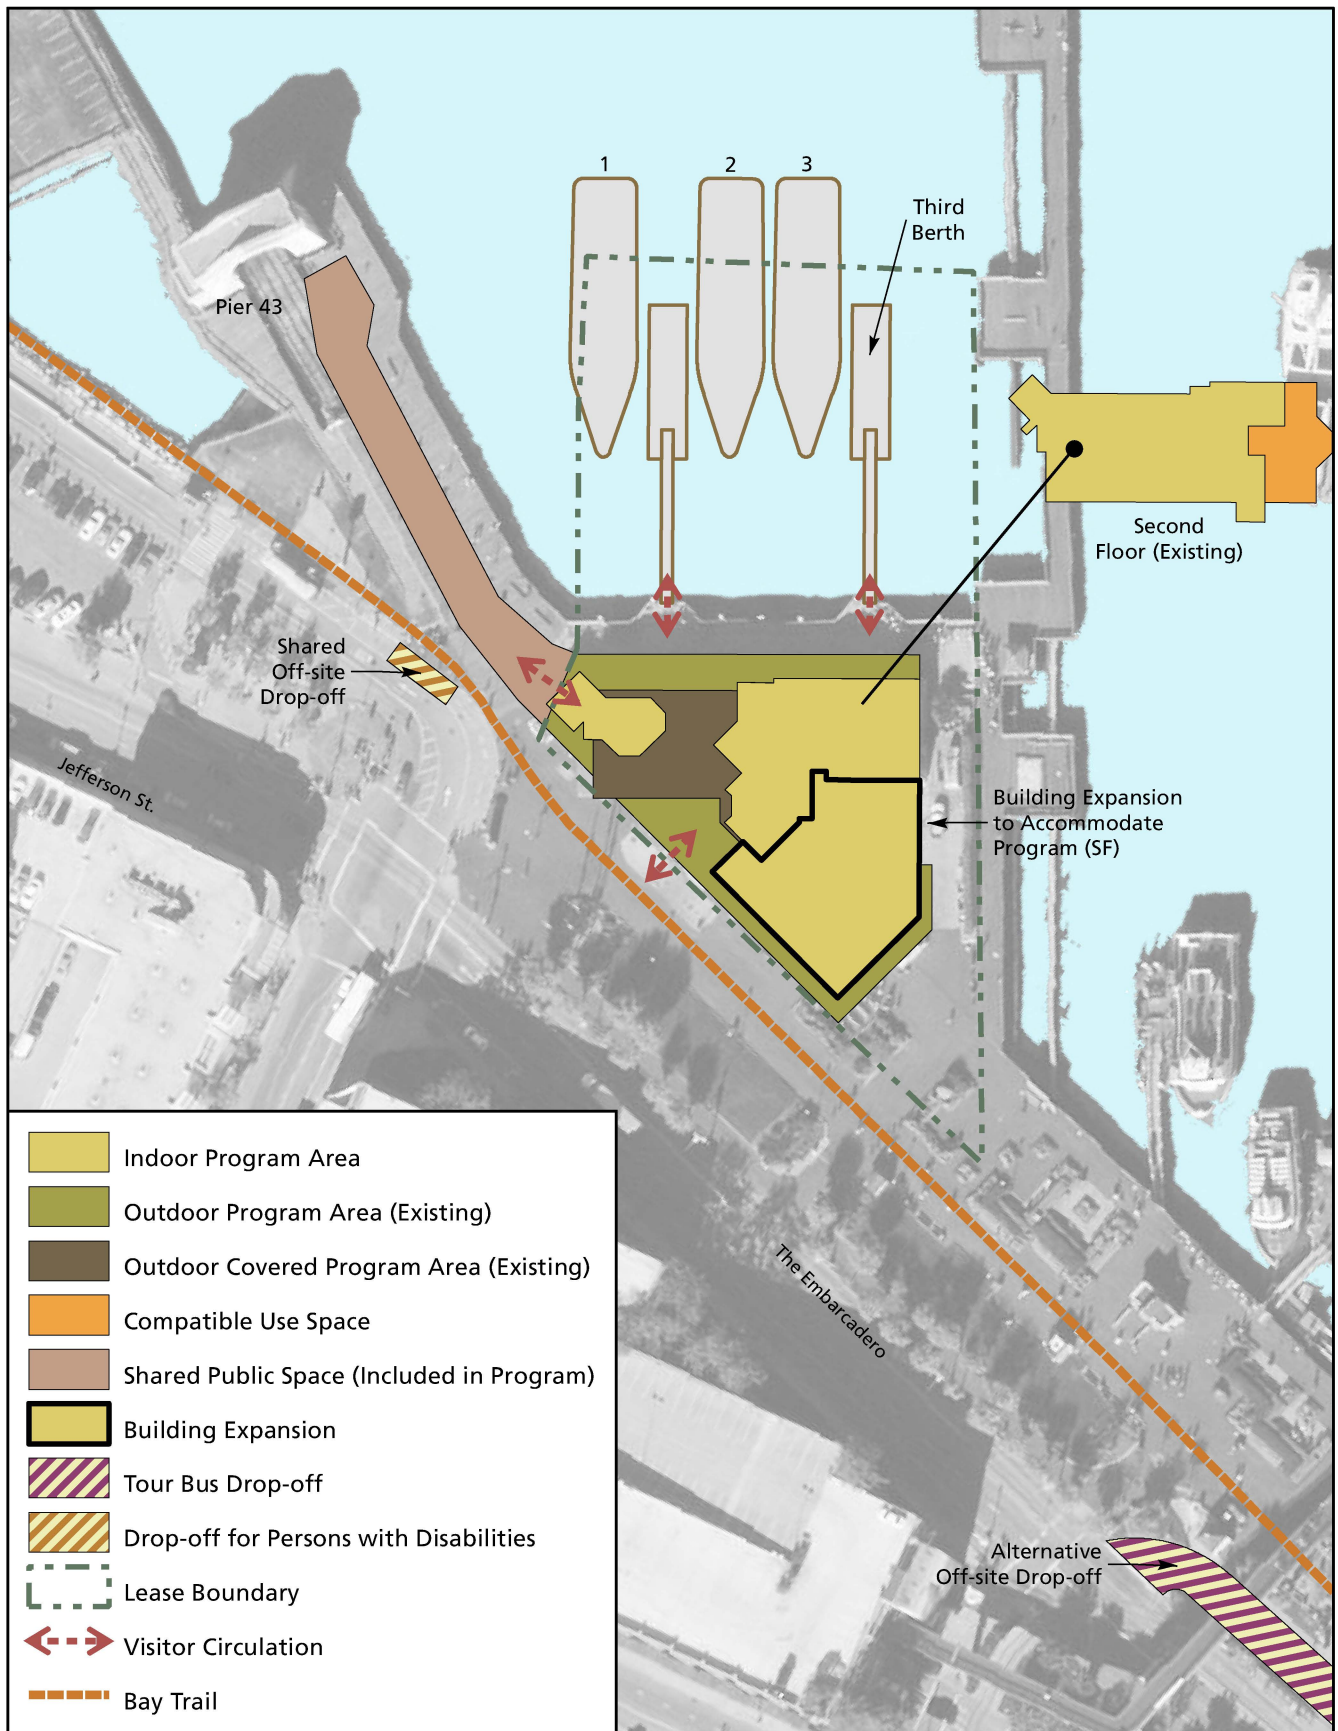 1
2
3
Third
Berth
Pier 43
Second
Floor (Existing)
Shared
Off-site
Drop-off
Jefferson St.
Building Expansion
to Accommodate
Program (SF)
The Embarcadero
Alternative
Off-site Drop-off
Indoor Program Area
Outdoor Program Area (Existing)
Outdoor Covered Program Area (Existing)
Compatible Use Space
Shared Public Space (Included in Program)
Building Expansion
Tour Bus Drop-off
Drop-off for Persons with Disabilities
Lease Boundary
Visitor Circulation
Bay Trail